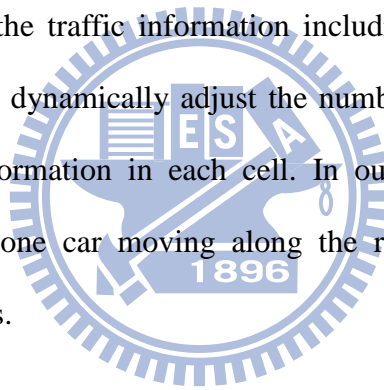 the traffic information includ
dynamically adjust the numb
ES
A
formation in each cell. In ou
one car moving along the r
1896
s.